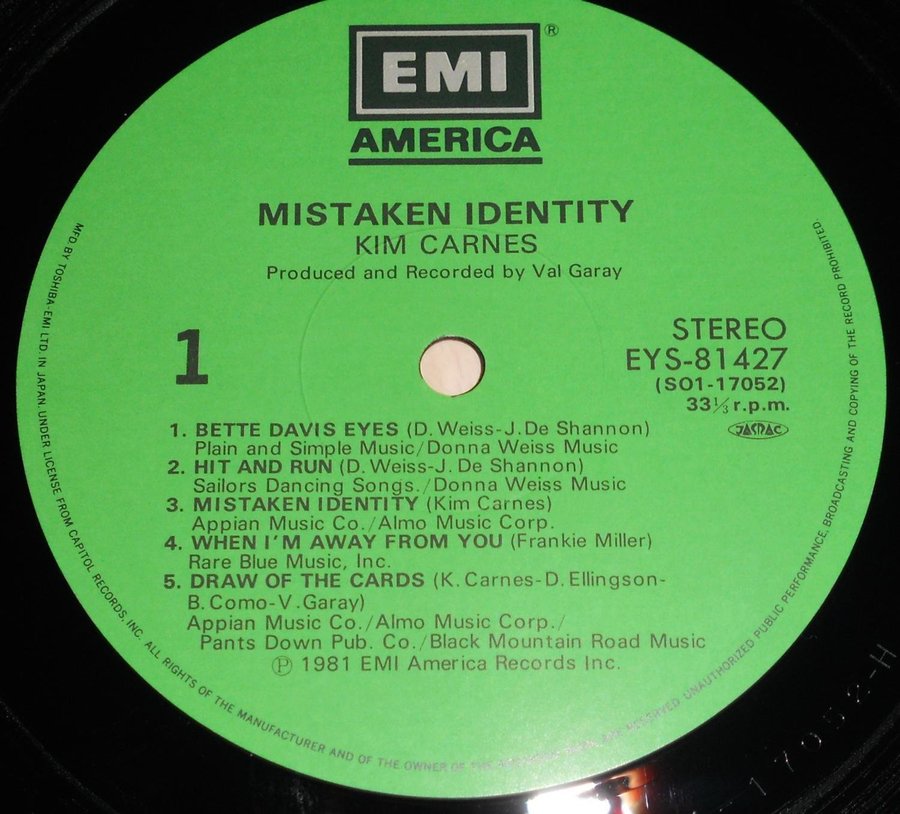 EMI
®
AMERICA
MISTAKEN IDENTITY
KIM CARNES
Produced and Recorded by Val Garay
1
STEREO
EYS-81427
(SO1-17052)
33⅓ r.p.m.
JASRAC
1. BETTE DAVIS EYES (D. Weiss-J. De Shannon)
Plain and Simple Music/Donna Weiss Music
2. HIT AND RUN (D. Weiss-J. De Shannon)
Sailors Dancing Songs./Donna Weiss Music
3. MISTAKEN IDENTITY (Kim Carnes)
Appian Music Co./Almo Music Corp.
4. WHEN I'M AWAY FROM YOU (Frankie Miller)
Rare Blue Music, Inc.
5. DRAW OF THE CARDS (K. Carnes-D. Ellingson-
B. Como-V. Garay)
Appian Music Co./Almo Music Corp./
Pants Down Pub. Co./Black Mountain Road Music
Ⓟ 1981 EMI America Records Inc.
MFD. BY TOSHIBA-EMI LTD. IN JAPAN. UNDER LICENSE FROM CAPITOL RECORDS, INC. ALL RIGHTS OF THE MANUFACTURER AND OF THE OWNER OF THE RECORDED WORK ARE RESERVED. UNAUTHORIZED PUBLIC PERFORMANCE, BROADCASTING AND COPYING OF THE RECORD PROHIBITED.
17052-H